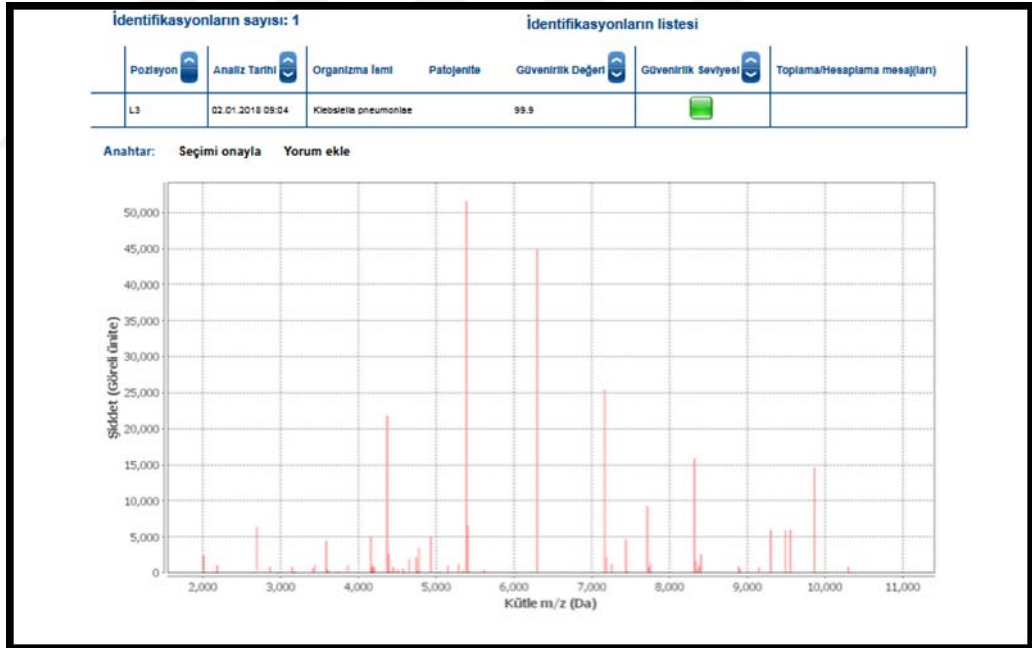 İdentifikasyonların sayısı: 1
İdentifikasyonların listesi
Pozisyon Analiz Tarihi Organizma İsmi Patojenite Güvenirlik Değeri Güvenirlik Seviyesi Toplama/Hesaplama mesaj(ları)
L3 02.01.2018 09:04 Klebsiella pneumoniae 99.9
Anahtar: Seçimi onayla Yorum ekle
Şiddet (Göreli ünite)
50,000
45,000
40,000
35,000
30,000
25,000
20,000
15,000
10,000
5,000
0
2,000 3,000 4,000 5,000 6,000 7,000 8,000 9,000 10,000 11,000
Kütle m/z (Da)